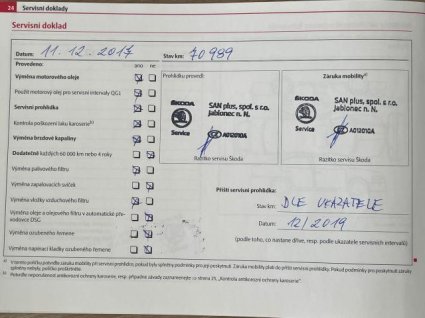 24 Servisní doklady
Servisní doklad
Datum: 11. 12. 2017 Stav km: 70 989
Provedeno: ano ne
Výměna motorového oleje
Použit motorový olej pro servisní intervaly QG1
Servisní prohlídka
Kontrola poškození laku karoserie b)
Výměna brzdové kapaliny
Dodatečně každých 60 000 km nebo 4 roky
Výměna palivového filtru
Výměna zapalovacích svíček
Výměna vložky vzduchového filtru
Výměna oleje a olejového filtru v automatické převodovce DSG
Výměna ozubeného řemene
Výměna napínací kladky ozubeného řemene
Prohlídku provedl:
ŠKODA
Service
SAN plus, spol. s r.o.
Jablonec n. N.
A012010A
Razítko servisu Škoda
Záruka mobility a)
ŠKODA
Service
SAN plus, spol. s r.o.
Jablonec n. N.
A012010A
Razítko servisu Škoda
Příští servisní prohlídka:
Stav km: DLE UKAZATELE
Datum: 12/2019
(podle toho, co nastane dříve, resp. podle ukazatele servisních intervalů)